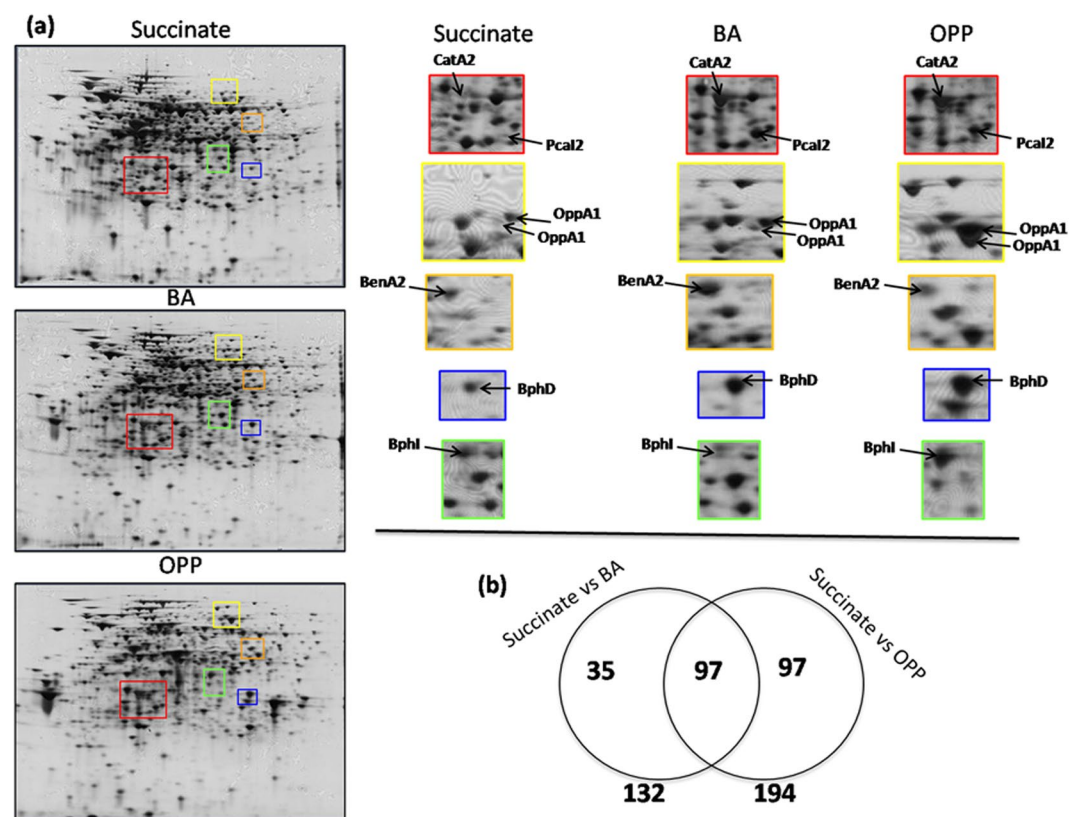 (a)
Succinate
BA
OPP
Succinate
BA
OPP
CatA2
CatA2
CatA2
PcaI2
PcaI2
PcaI2
OppA1
OppA1
OppA1
OppA1
OppA1
OppA1
BenA2
BenA2
BenA2
BphD
BphD
BphD
BphI
BphI
BphI
(b)
Succinate vs BA
Succinate vs OPP
35
97
97
132
194